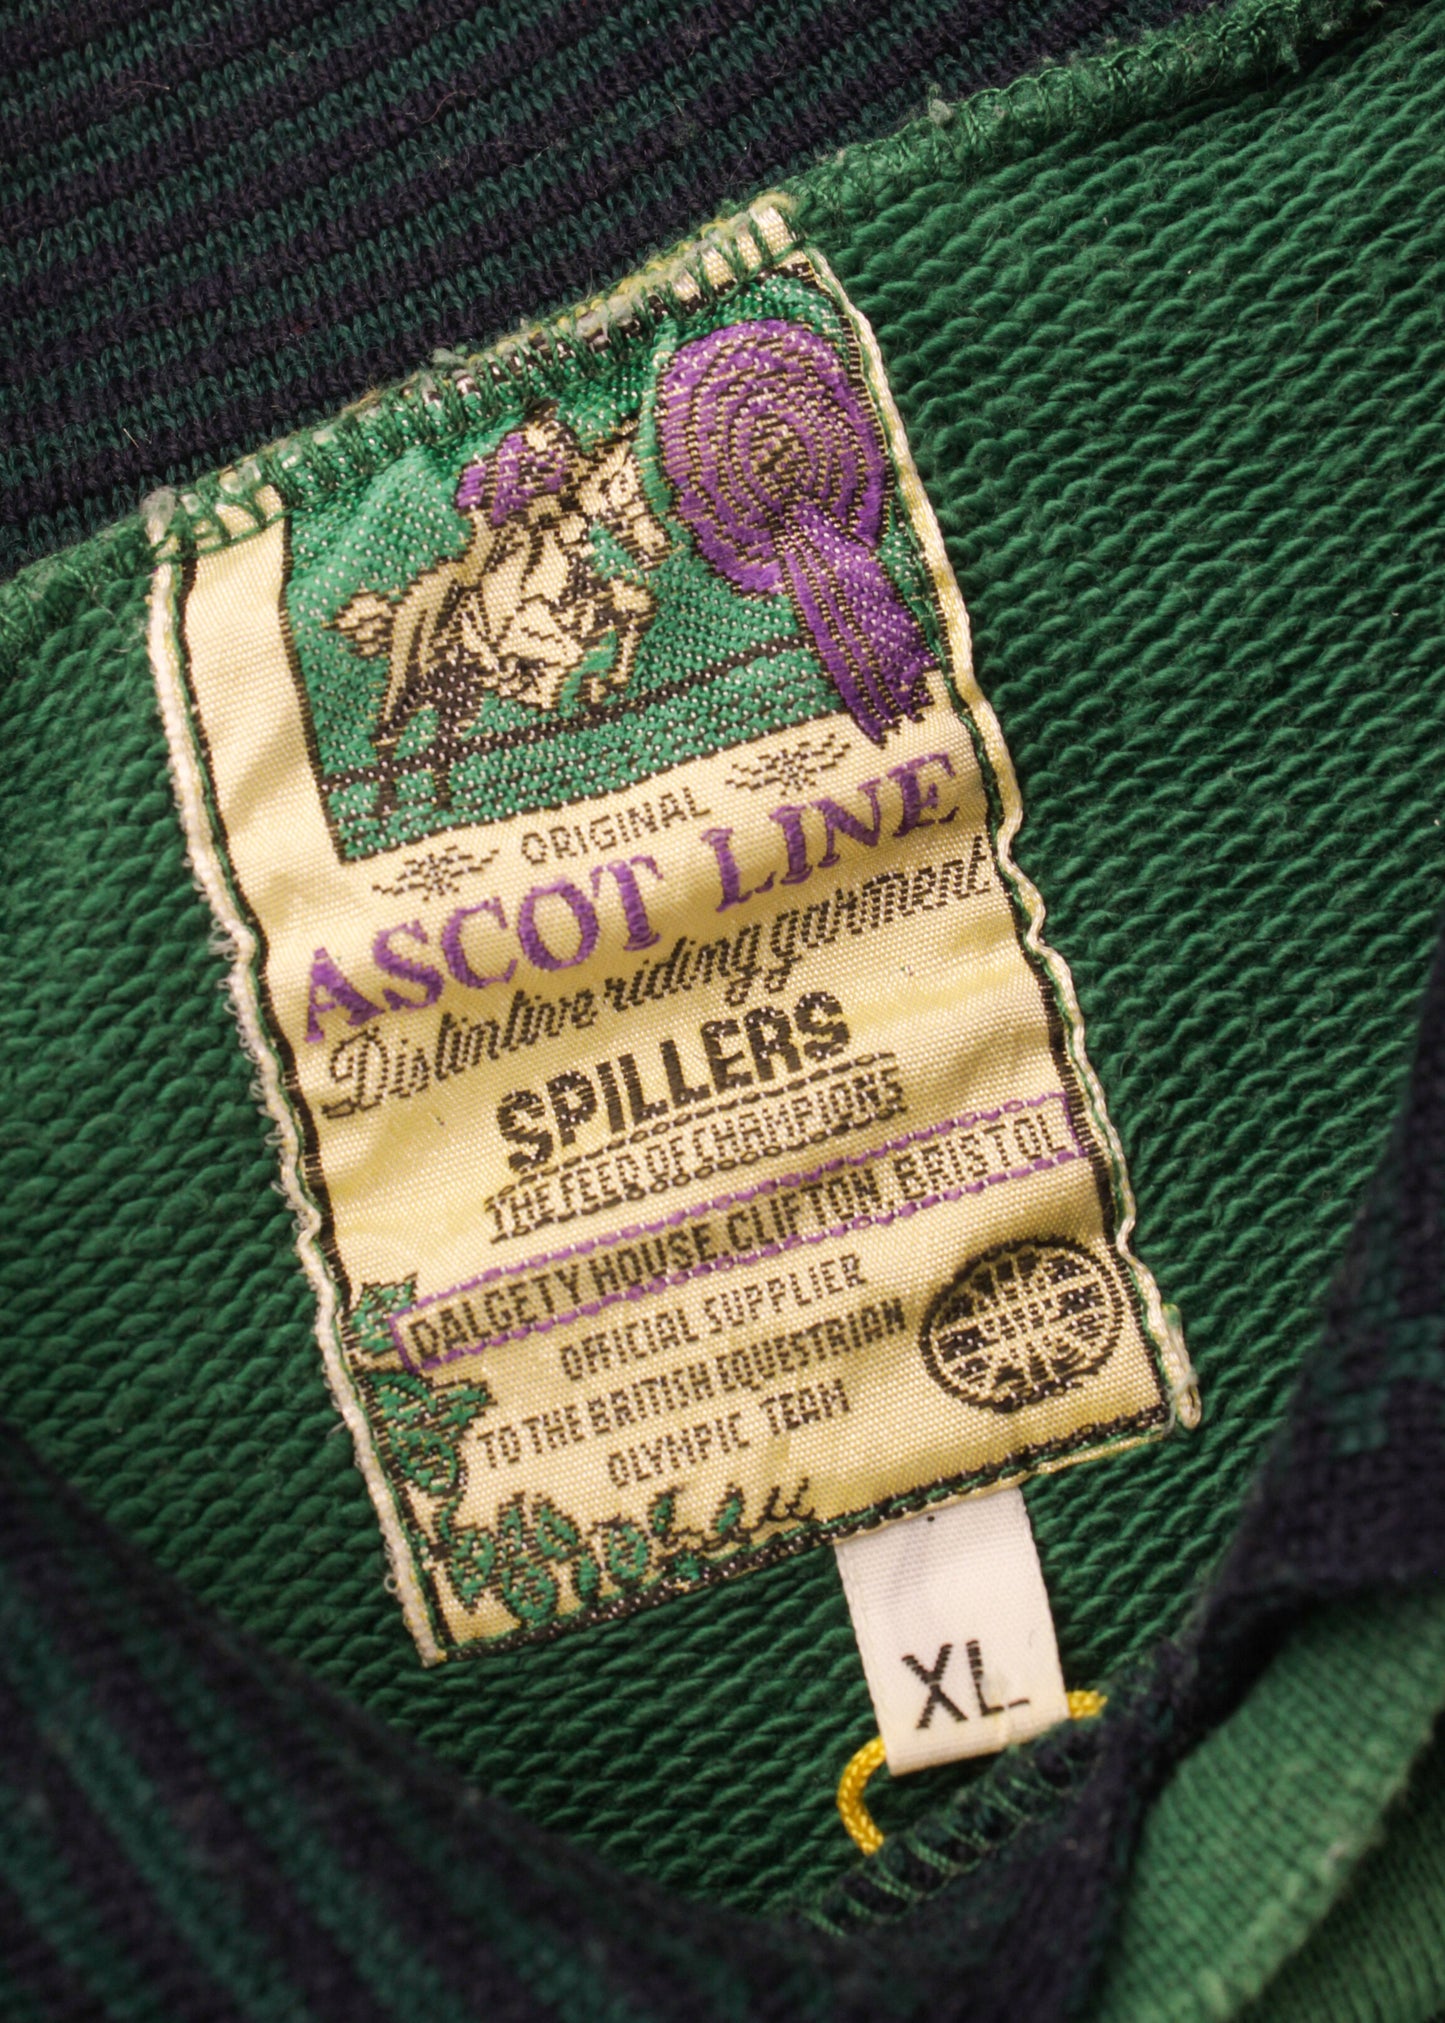 ORIGINAL
ASCOT LINE
Distinctive riding garment
SPILLERS
THE FEED OF CHAMPIONS
DALGETY HOUSE, CLIFTON, BRISTOL
OFFICIAL SUPPLIER
TO THE BRITISH EQUESTRIAN
OLYMPIC TEAM
XL